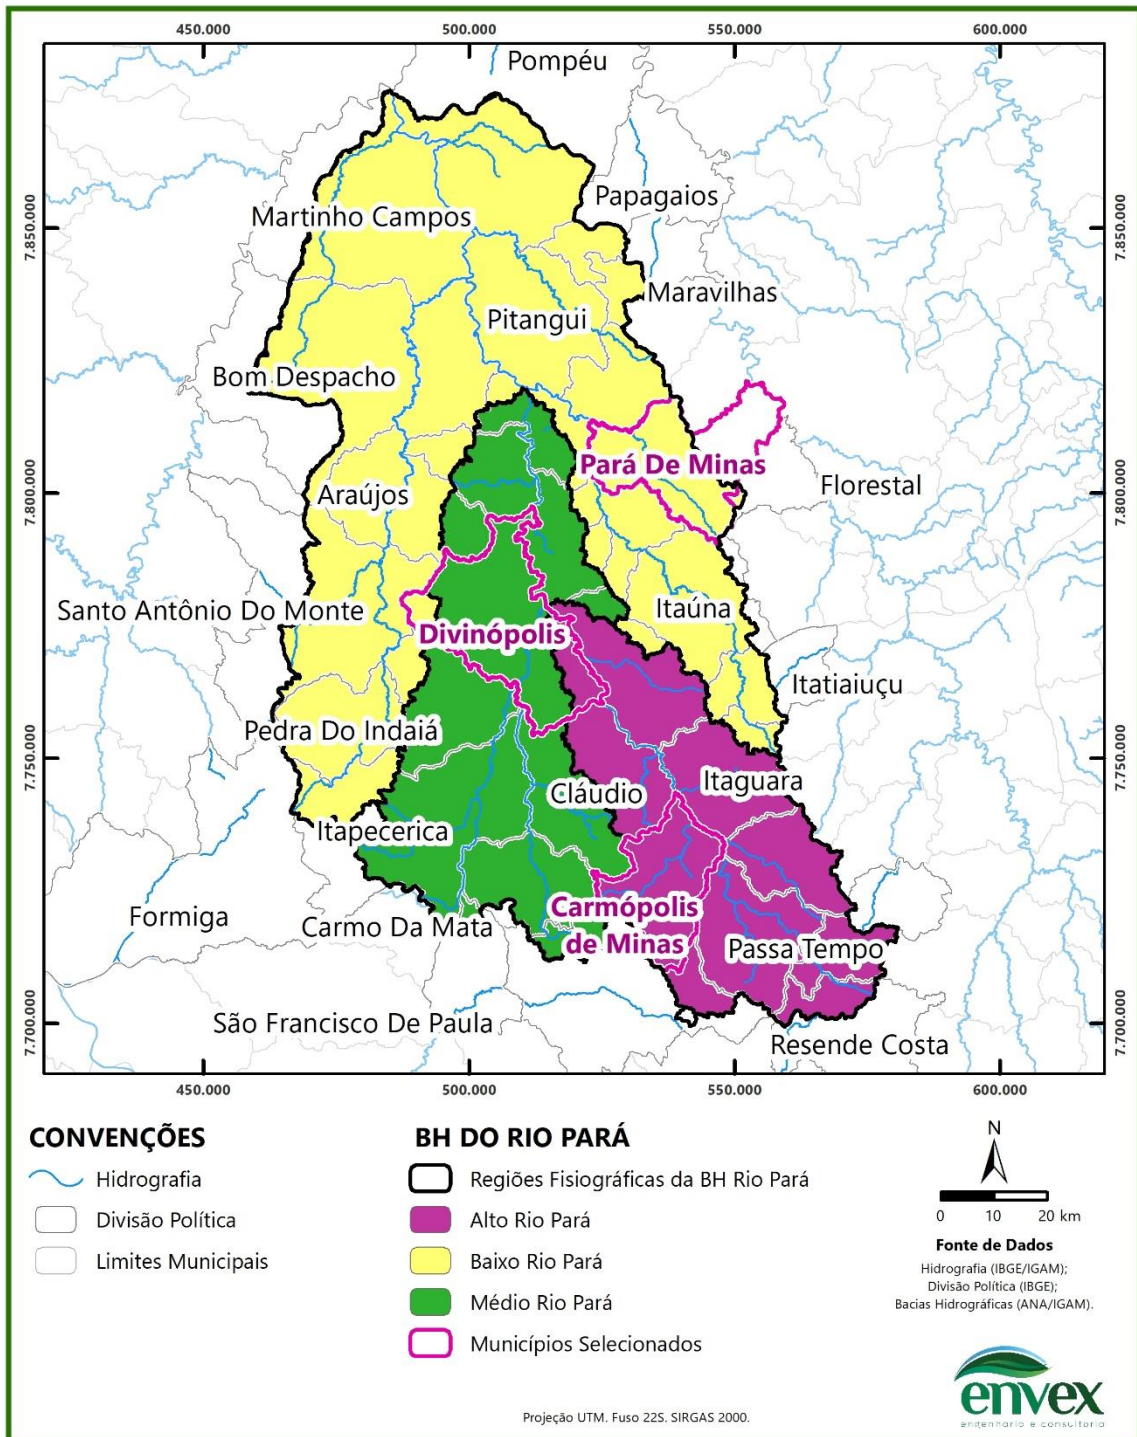 450.000
500.000
550.000
600.000
Pompéu
Papagaios
Martinho Campos
7.850.000
7.850.000
Maravilhas
Pitangui
Bom Despacho
Pará De Minas
Florestal
Araújos
7.800.000
7.800.000
Santo Antônio Do Monte
Itaúna
Divinópolis
Itatiaiuçu
Pedra Do Indaiá
7.750.000
7.750.000
Itaguara
Cláudio
Itapecerica
Carmópolis
de Minas
Formiga
Carmo Da Mata
Passa Tempo
São Francisco De Paula
7.700.000
7.700.000
Resende Costa
450.000
500.000
550.000
600.000
CONVENÇÕES
Hidrografia
Divisão Política
Limites Municipais
BH DO RIO PARÁ
Regiões Fisiográficas da BH Rio Pará
Alto Rio Pará
Baixo Rio Pará
Médio Rio Pará
Municípios Selecionados
N
0 10 20 km
Fonte de Dados
Hidrografia (IBGE/IGAM);
Divisão Política (IBGE);
Bacias Hidrográficas (ANA/IGAM).
envex
engenharia e consultoria
Projeção UTM. Fuso 22S. SIRGAS 2000.